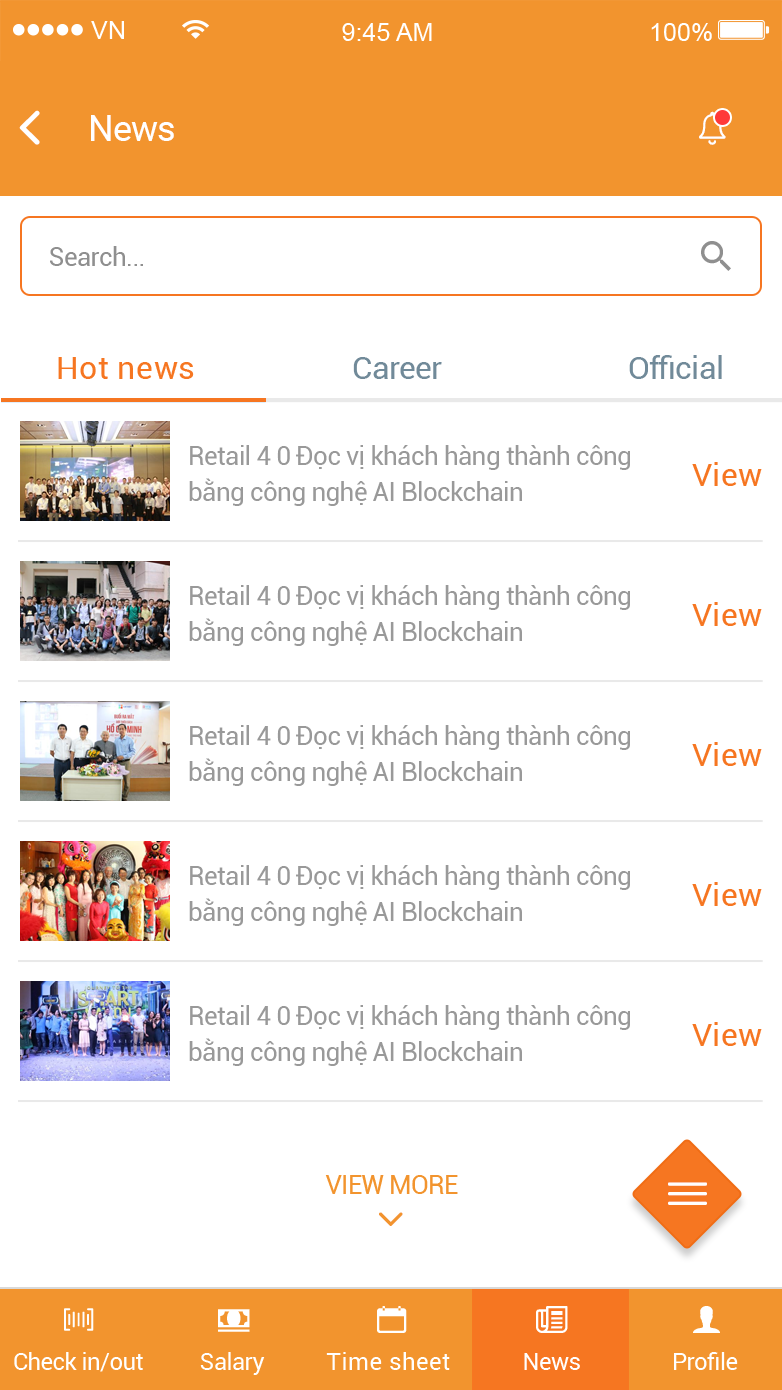 VN
9:45 AM
100%
News
Search...
Hot news
Career
Official
Retail 4 0 Đọc vị khách hàng thành công
bằng công nghệ AI Blockchain
View
Retail 4 0 Đọc vị khách hàng thành công
bằng công nghệ AI Blockchain
View
HỒ
MINH
Retail 4 0 Đọc vị khách hàng thành công
bằng công nghệ AI Blockchain
View
Retail 4 0 Đọc vị khách hàng thành công
bằng công nghệ AI Blockchain
View
Retail 4 0 Đọc vị khách hàng thành công
bằng công nghệ AI Blockchain
View
VIEW MORE
Check in/out
Salary
Time sheet
News
Profile